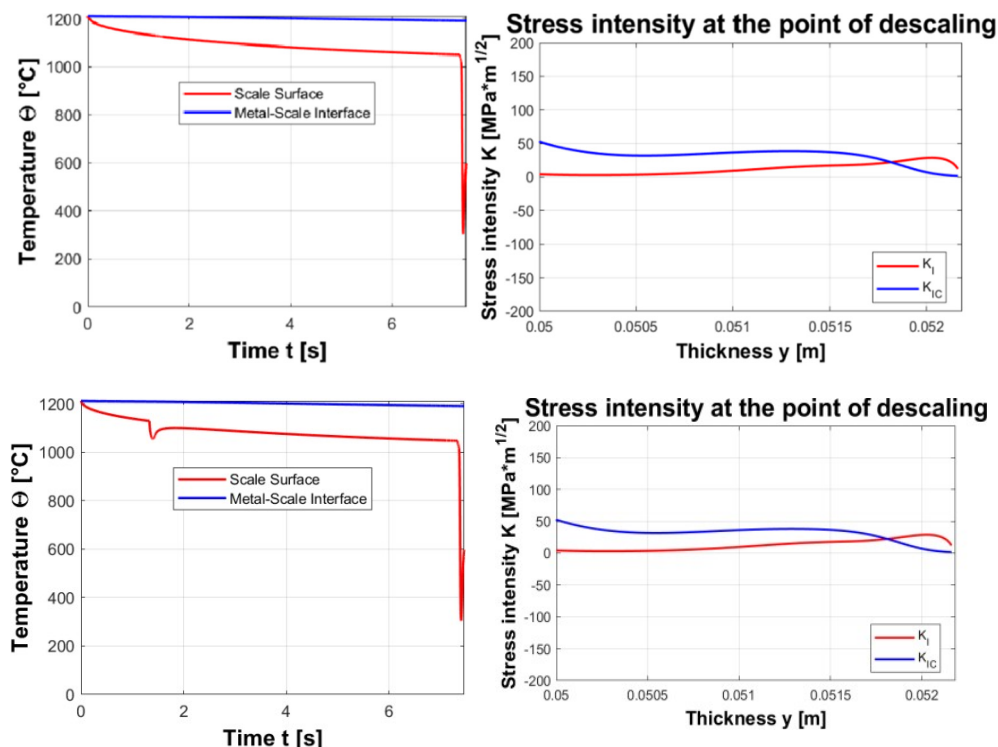 1200
1000
800
600
400
200
0
Temperature Θ [°C]
Scale Surface
Metal-Scale Interface
0 2 4 6
Time t [s]
Stress intensity at the point of descaling
200
150
100
50
0
-50
-100
-150
-200
Stress intensity K [MPa*m^1/2]
K_I
K_IC
0.05 0.0505 0.051 0.0515 0.052
Thickness y [m]
1200
1000
800
600
400
200
0
Temperature Θ [°C]
Scale Surface
Metal-Scale Interface
0 2 4 6
Time t [s]
Stress intensity at the point of descaling
200
150
100
50
0
-50
-100
-150
-200
Stress intensity K [MPa*m^1/2]
K_I
K_IC
0.05 0.0505 0.051 0.0515 0.052
Thickness y [m]